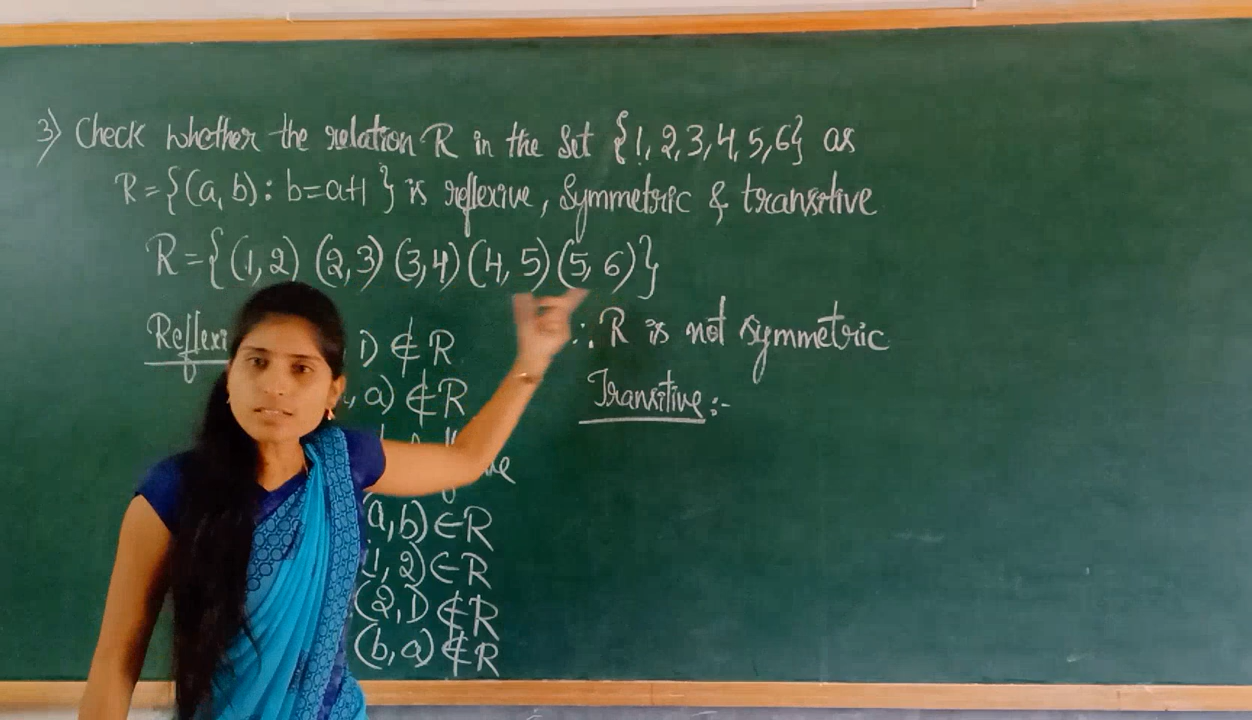 3) Check whether the relation R in the set {1, 2, 3, 4, 5, 6} as
R = {(a, b) : b = a+1 } is reflexive, Symmetric & transitive
R = { (1, 2) (2, 3) (3, 4) (4, 5) (5, 6) }
Reflexi
1) ∉ R
, a) ∉ R
(a, b) ∈ R
1, 2) ∈ R
(2, 1) ∉ R
(b, a) ∉ R
∴ R is not symmetric
Transitive :-